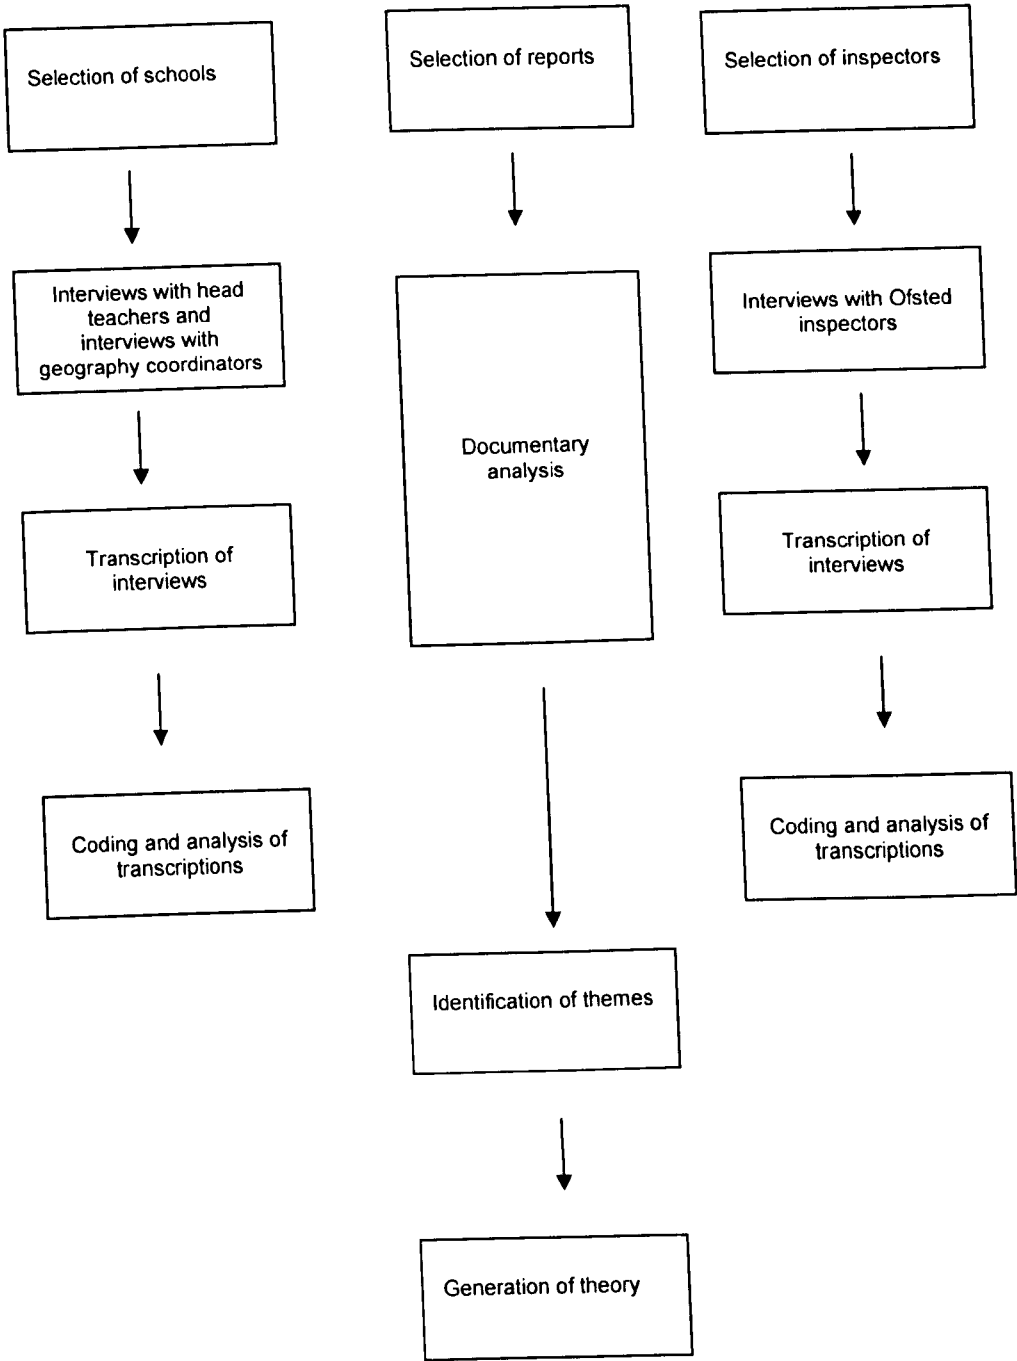 Selection of schools
Selection of reports
Selection of inspectors
Interviews with head
teachers and
interviews with
geography coordinators
Documentary
analysis
Interviews with Ofsted
inspectors
Transcription of
interviews
Transcription of
interviews
Coding and analysis of
transcriptions
Coding and analysis of
transcriptions
Identification of themes
Generation of theory